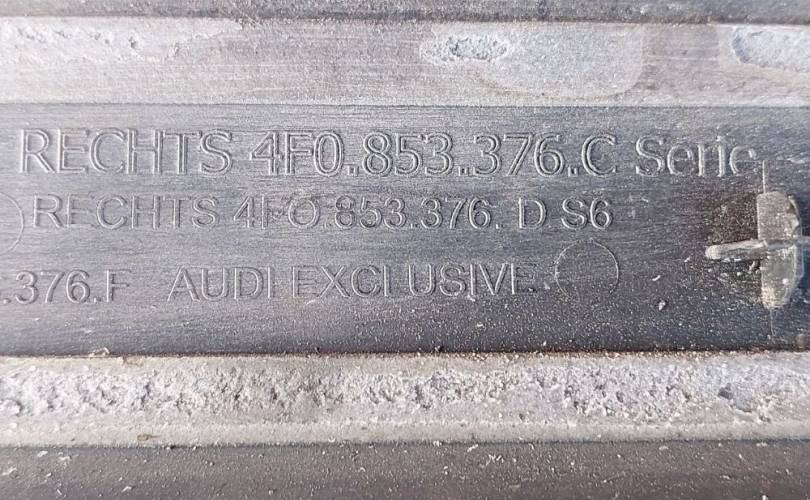 RECHTS 4F0.853.376.C Serie
RECHTS 4F0.853.376. D S6
.376.F AUDI EXCLUSIVE